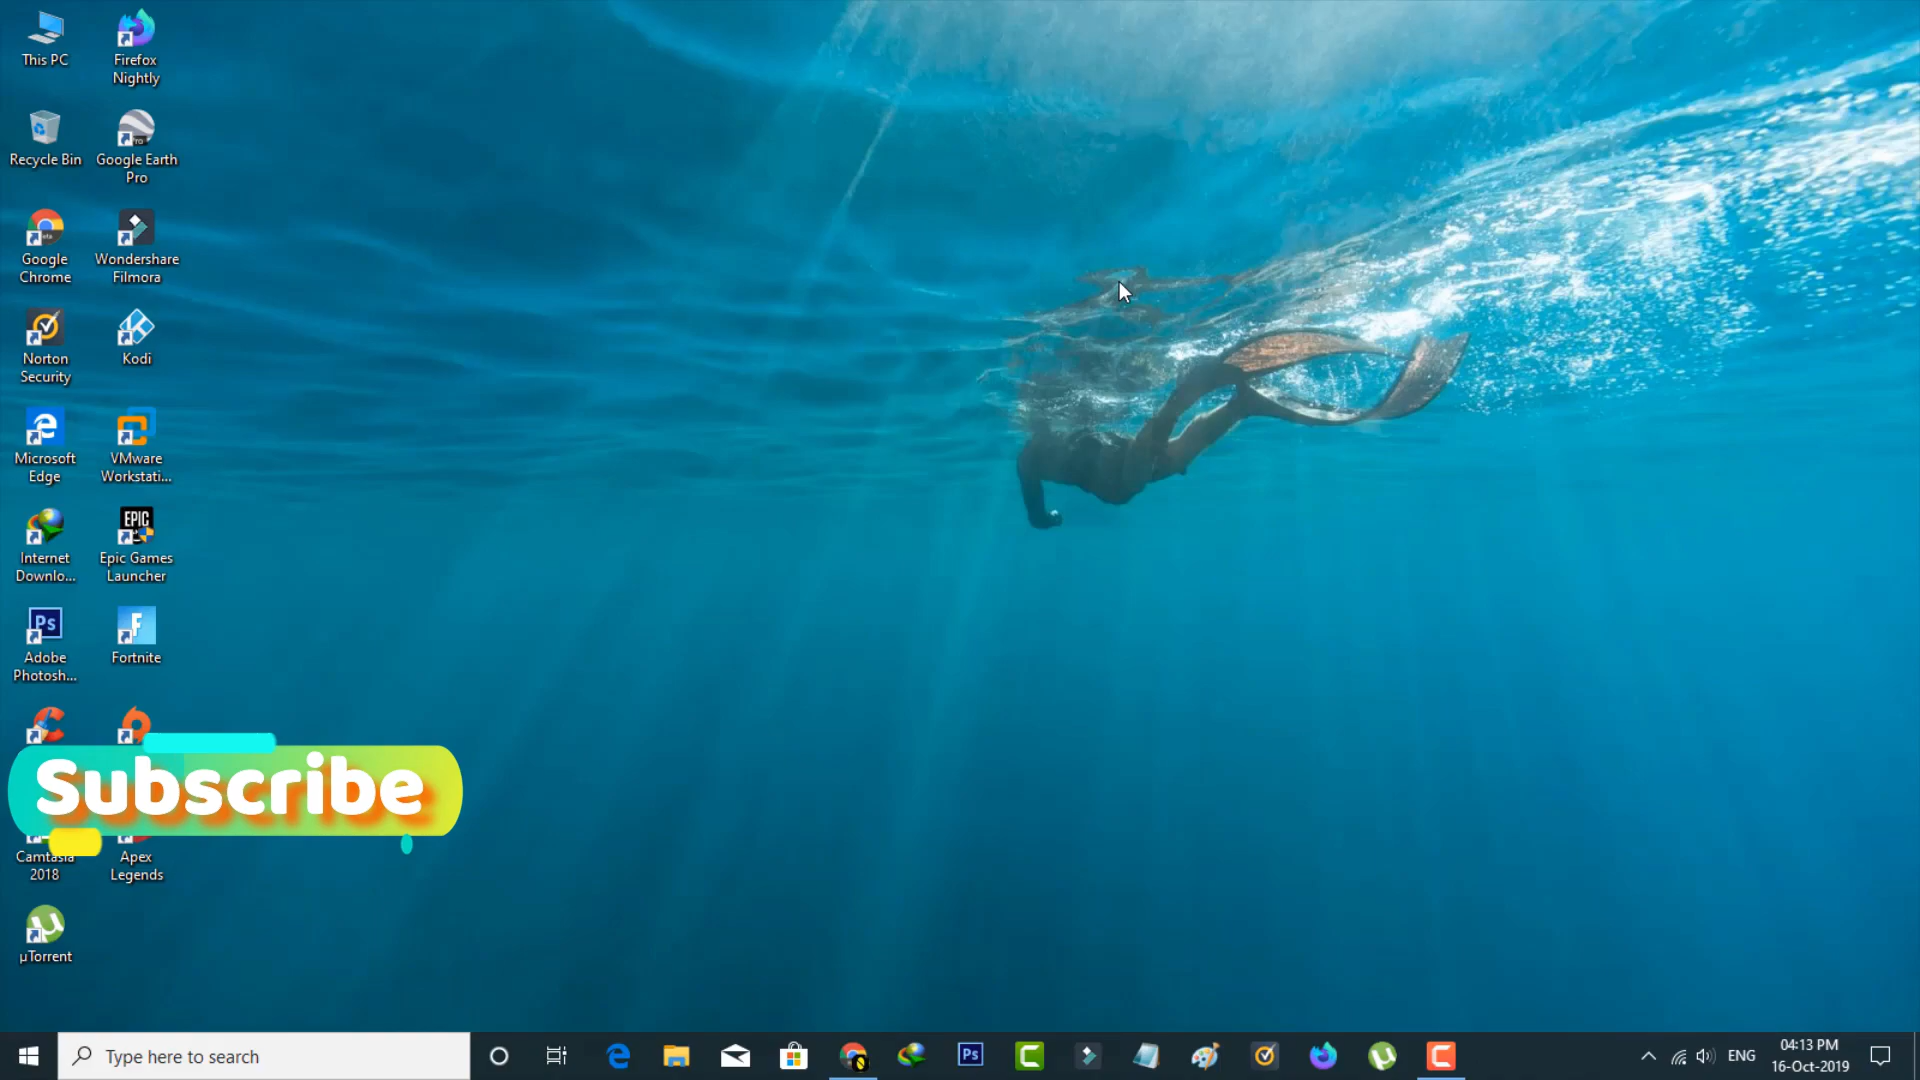 This PC
Firefox
Nightly
Recycle Bin
Google Earth
Pro
Google
Chrome
Wondershare
Filmora
Norton
Security
Kodi
Microsoft
Edge
VMware
Workstati...
Internet
Downlo...
EPIC
Epic Games
Launcher
Ps
Adobe
Photosh...
F
Fortnite
Subscribe
Camtasia
2018
Apex
Legends
µTorrent
Type here to search
Ps
ENG
04:13 PM
16-Oct-2019